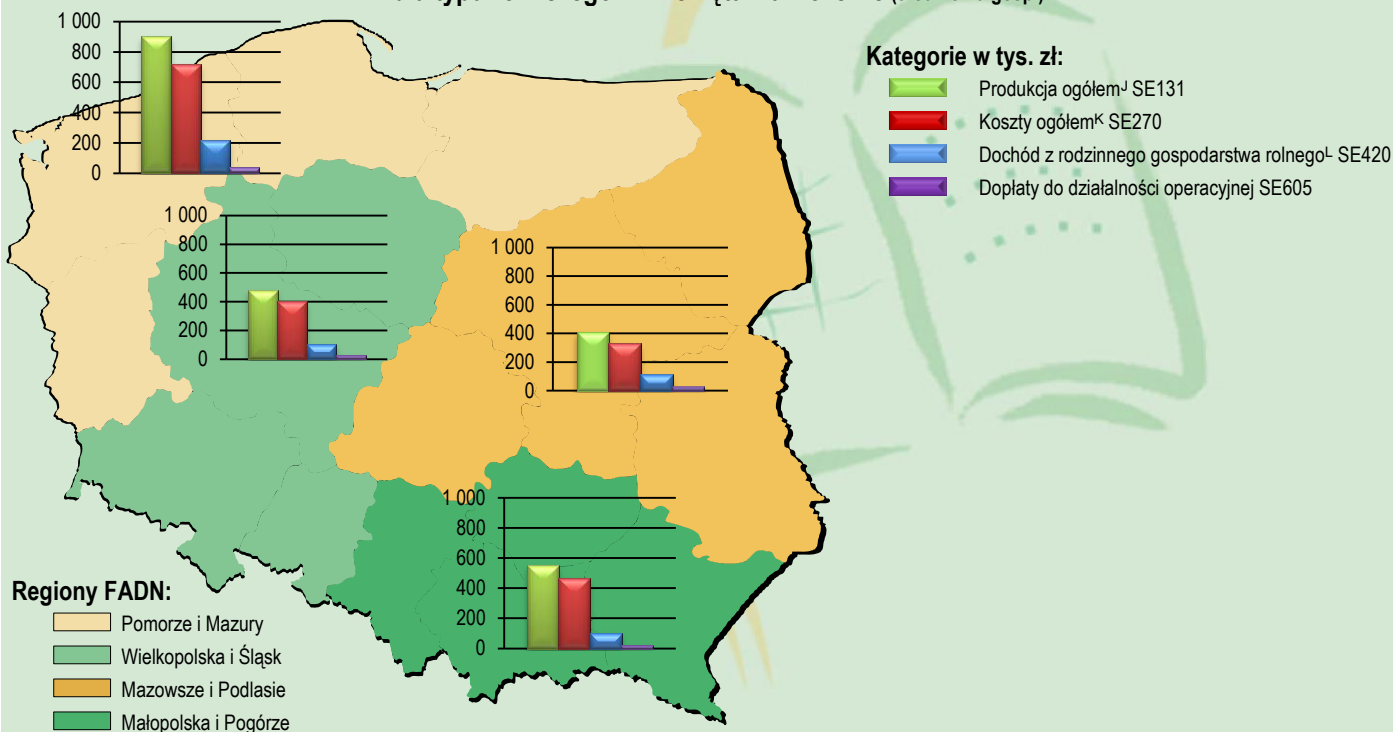 1 000
800
600
400
200
0
Kategorie w tys. zł:
Produkcja ogółemᴶ SE131
Koszty ogółemᴷ SE270
Dochód z rodzinnego gospodarstwa rolnegoᴸ SE420
Dopłaty do działalności operacyjnej SE605
1 000
800
600
400
200
0
1 000
800
600
400
200
0
1 000
800
600
400
200
0
Regiony FADN:
Pomorze i Mazury
Wielkopolska i Śląsk
Mazowsze i Podlasie
Małopolska i Pogórze